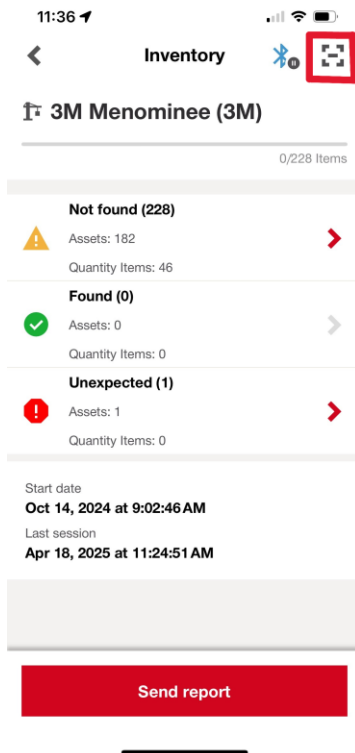 11:36
Inventory
3M Menominee (3M)
0/228 Items
Not found (228)
Assets: 182
Quantity Items: 46
Found (0)
Assets: 0
Quantity Items: 0
Unexpected (1)
Assets: 1
Quantity Items: 0
Start date
Oct 14, 2024 at 9:02:46 AM
Last session
Apr 18, 2025 at 11:24:51 AM
Send report